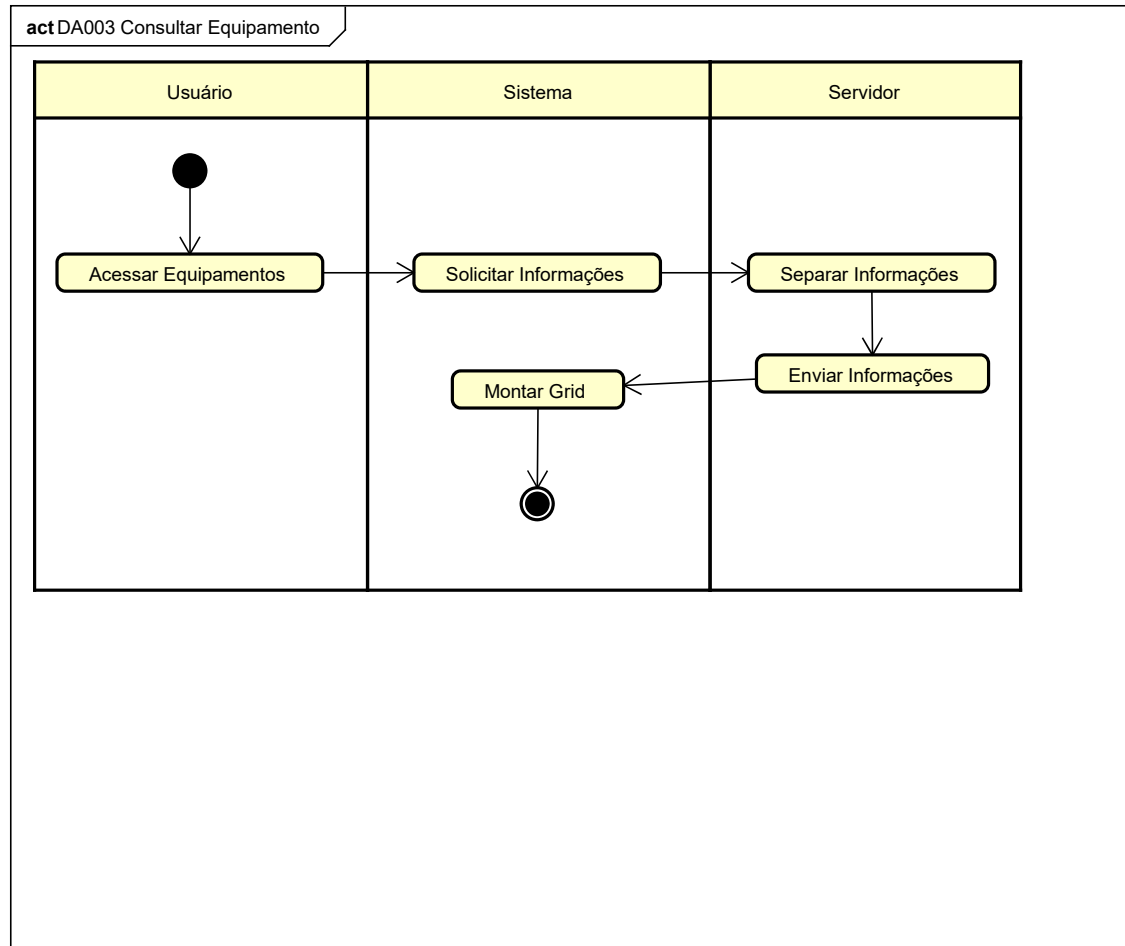 act DA003 Consultar Equipamento
Usuário
Sistema
Servidor
Acessar Equipamentos
Solicitar Informações
Separar Informações
Enviar Informações
Montar Grid